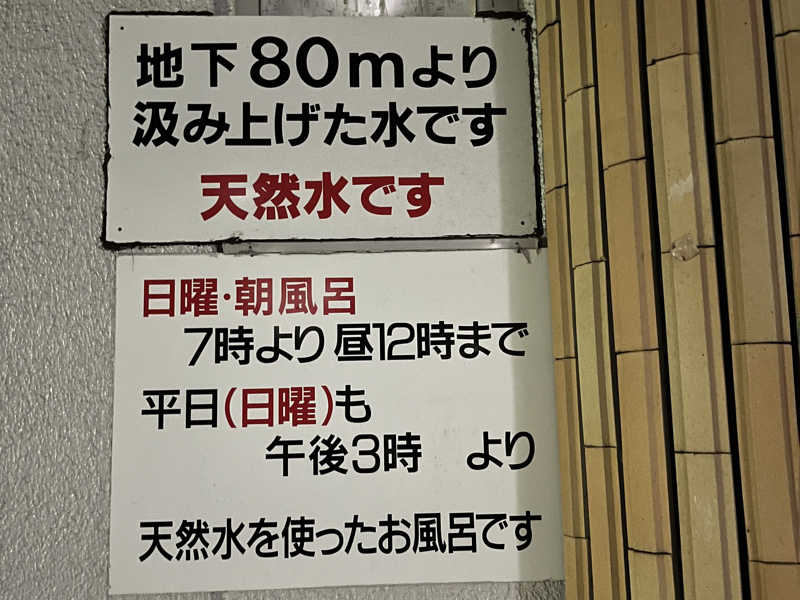 地下80mより
汲み上げた水です
天然水です
日曜・朝風呂
7時より昼12時まで
平日(日曜)も
午後3時 より
天然水を使ったお風呂です